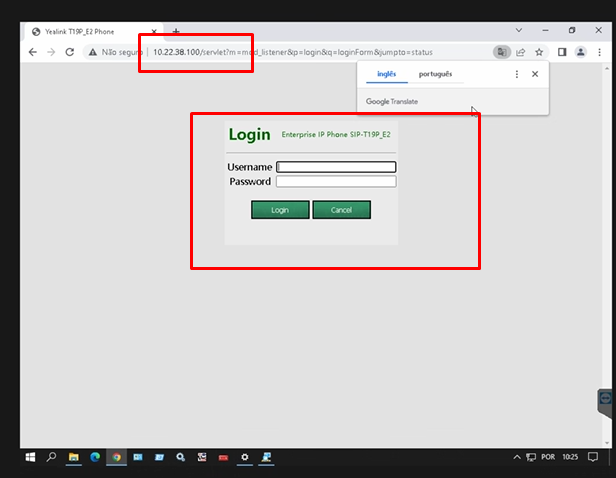 Yealink T19P_E2 Phone
Não seguro | 10.22.38.100/servlet?m=mod_listener&p=login&q=loginForm&jumpto=status
inglês português
Google Translate
Login Enterprise IP Phone SIP-T19P_E2
Username
Password
Login Cancel
POR 10:25